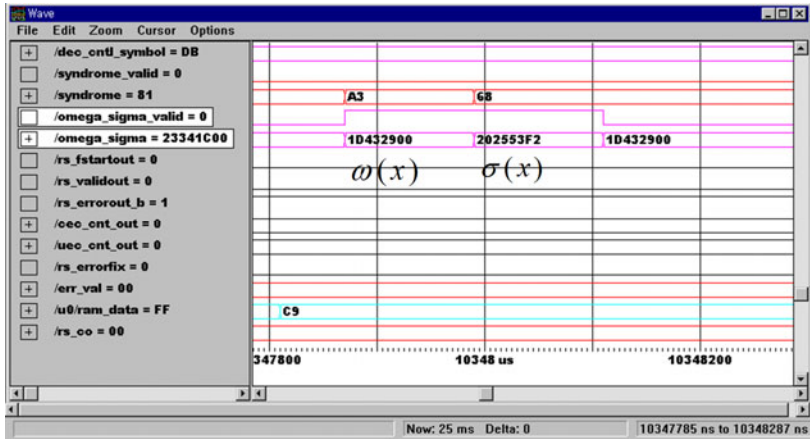 Wave
File Edit Zoom Cursor Options
/dec_cntl_symbol = DB
/syndrome_valid = 0
/syndrome = 81
A3
68
/omega_sigma_valid = 0
/omega_sigma = 23341C00
1D432900
202553F2
1D432900
/rs_fstartout = 0
ω(x)
σ(x)
/rs_validout = 0
/rs_errorout_b = 1
/cec_cnt_out = 0
/uec_cnt_out = 0
/rs_errorfix = 0
/err_val = 00
/u0/ram_data = FF
C9
/rs_co = 00
347800
10348 us
10348200
Now: 25 ms Delta: 0
10347785 ns to 10348287 ns